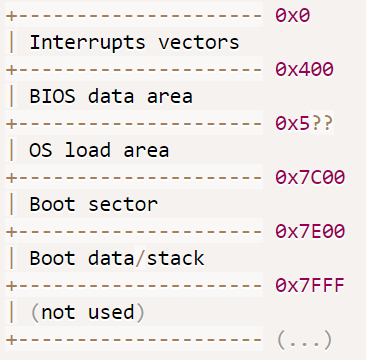 +--------------------- 0x0
| Interrupts vectors
+--------------------- 0x400
| BIOS data area
+--------------------- 0x5??
| OS load area
+--------------------- 0x7C00
| Boot sector
+--------------------- 0x7E00
| Boot data/stack
+--------------------- 0x7FFF
| (not used)
+--------------------- (...)